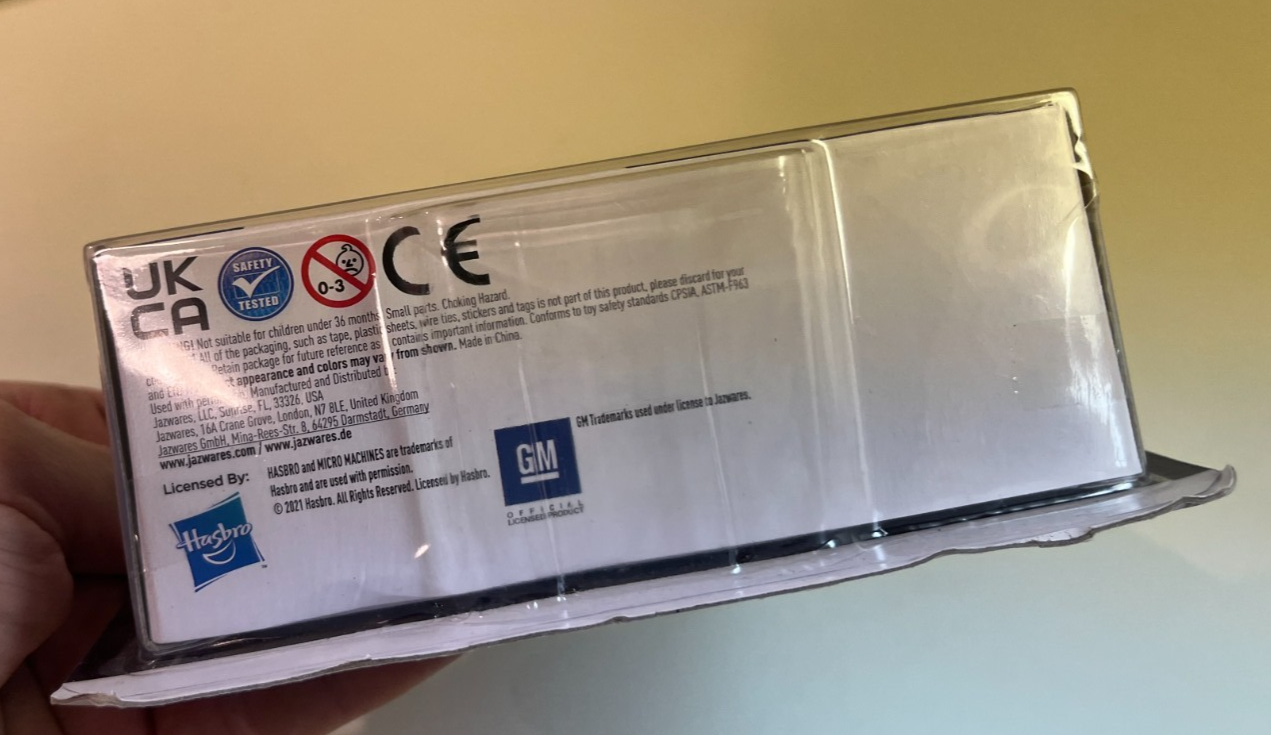 UK
CA
SAFETY
TESTED
0-3
CE
NG! Not suitable for children under 36 months. Small parts. Choking Hazard.
All of the packaging, such as tape, plastic sheets, wire ties, stickers and tags is not part of this product, please discard for your
Retain package for future reference as contains important information. Conforms to toy safety standards CPSIA, ASTM-F963
and appearance and colors may vary from shown. Made in China.
Used with Manufactured and Distributed
Jazwares, LLC, Sunrise, FL, 33326. USA
Jazwares, 16A Crane Grove, London, N7 8LE, United Kingdom
Jazwares GmbH, Mina-Rees-Str. 8, 64295 Darmstadt, Germany
www.jazwares.com / www.jazwares.de
Licensed By:
Hasbro
TM
HASBRO and MICRO MACHINES are trademarks of
Hasbro and are used with permission.
© 2021 Hasbro. All Rights Reserved. Licensed by Hasbro.
GM
OFFICIAL
LICENSED PRODUCT
GM Trademarks used under license to Jazwares.